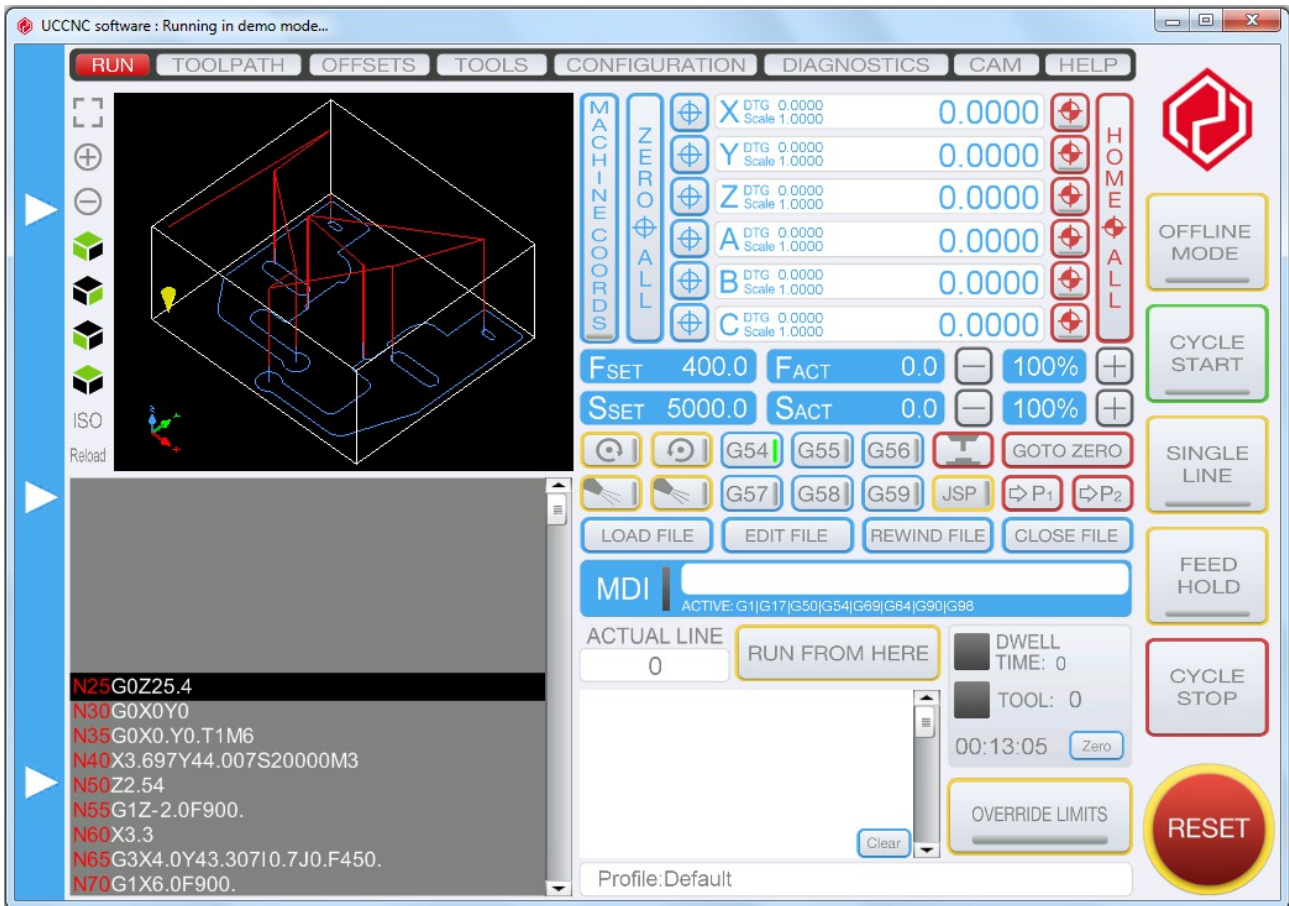 UCCNC software : Running in demo mode...
RUN TOOLPATH OFFSETS TOOLS CONFIGURATION DIAGNOSTICS CAM HELP
ISO
Reload
MACHINE COORDS
ZERO ALL
X DTG 0.0000 Scale 1.0000 0.0000
Y DTG 0.0000 Scale 1.0000 0.0000
Z DTG 0.0000 Scale 1.0000 0.0000
A DTG 0.0000 Scale 1.0000 0.0000
B DTG 0.0000 Scale 1.0000 0.0000
C DTG 0.0000 Scale 1.0000 0.0000
HOME ALL
FSET 400.0 FACT 0.0 100%
SSET 5000.0 SACT 0.0 100%
G54 G55 G56 GOTO ZERO
G57 G58 G59 JSP P1 P2
LOAD FILE EDIT FILE REWIND FILE CLOSE FILE
MDI
ACTIVE: G1|G17|G50|G54|G69|G64|G90|G98
N25G0Z25.4
N30G0X0Y0
N35G0X0.Y0.T1M6
N40X3.697Y44.007S20000M3
N50Z2.54
N55G1Z-2.0F900.
N60X3.3
N65G3X4.0Y43.307I0.7J0.F450.
N70G1X6.0F900.
ACTUAL LINE
0
RUN FROM HERE
DWELL
TIME: 0
TOOL: 0
00:13:05 Zero
OVERRIDE LIMITS
Clear
Profile:Default
OFFLINE
MODE
CYCLE
START
SINGLE
LINE
FEED
HOLD
CYCLE
STOP
RESET